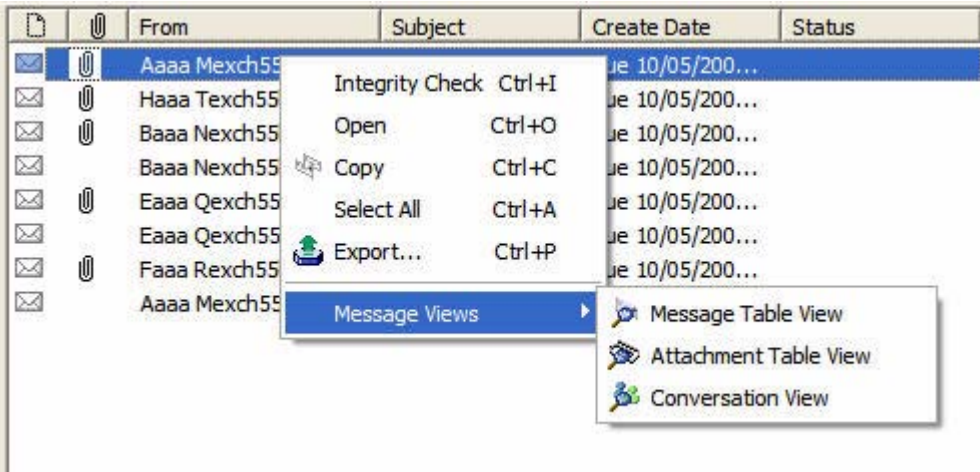 From Subject Create Date Status
Aaaa Mexch55 ue 10/05/200...
Integrity Check Ctrl+I
Haaa Texch55 ue 10/05/200...
Open Ctrl+O
Baaa Nexch55 ue 10/05/200...
Copy Ctrl+C
Baaa Nexch55 ue 10/05/200...
Select All Ctrl+A
Eaaa Qexch55 ue 10/05/200...
Eaaa Qexch55 ue 10/05/200...
Export... Ctrl+P
Faaa Rexch55 ue 10/05/200...
Aaaa Mexch55
Message Views
Message Table View
Attachment Table View
Conversation View